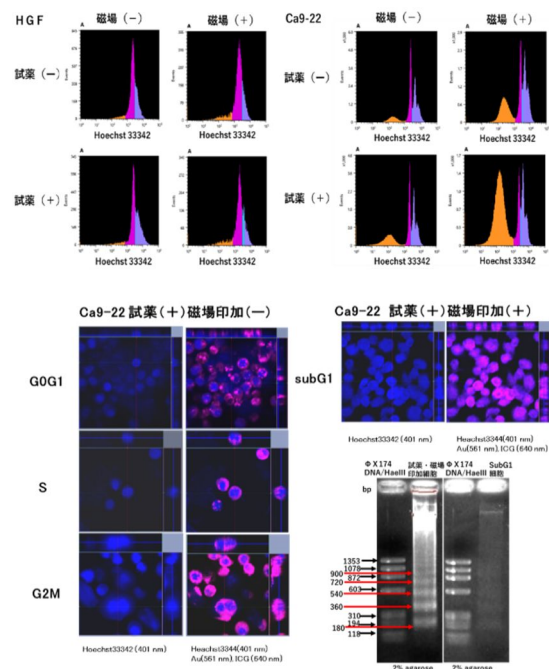 HGF
磁場(−)
磁場(+)
Ca9-22
磁場(−)
磁場(+)
試薬(−)
試薬(−)
Hoechst 33342
Hoechst 33342
Hoechst 33342
Hoechst 33342
試薬(+)
試薬(+)
Hoechst 33342
Hoechst 33342
Hoechst 33342
Hoechst 33342
Ca9-22 試薬(+)磁場印加(−)
Ca9-22 試薬(+)磁場印加(+)
G0G1
subG1
S
G2M
Hoechst33342 (401 nm)
Heachst3344(401 nm)
Au(561 nm), ICG (640 nm)
Hoechst33342 (401 nm)
Heachst3344(401 nm)
Au(561 nm), ICG (640 nm)
ΦX174
DNA/HaeIII
試薬・磁場
印加細胞
ΦX174
DNA/HaeIII
SubG1
細胞
bp
1353
1078
900
872
720
603
540
360
310
194
180
118
2% agarose
2% agarose